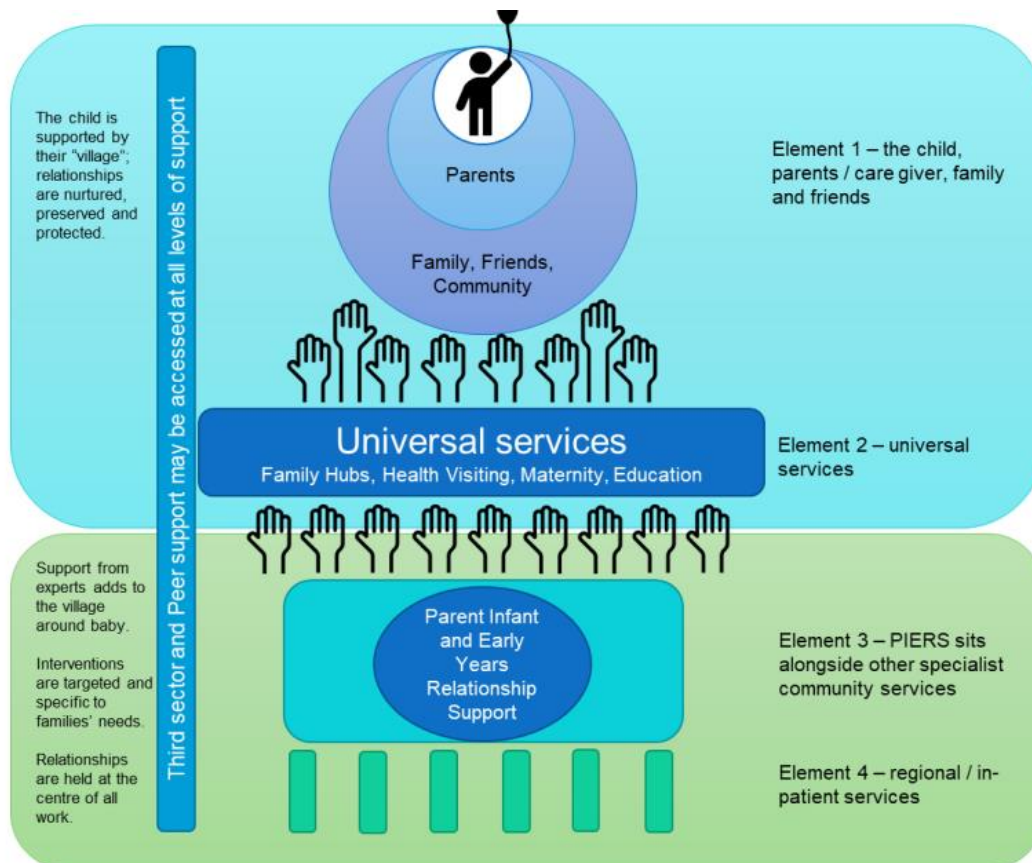 The child is
supported by
their "village";
relationships
are nurtured,
preserved and
protected.
Third sector and Peer support may be accessed at all levels of support
Parents
Family, Friends,
Community
Element 1 – the child,
parents / care giver, family
and friends
Universal services
Family Hubs, Health Visiting, Maternity, Education
Element 2 – universal
services
Support from
experts adds to
the village
around baby.
Interventions
are targeted and
specific to
families' needs.
Relationships
are held at the
centre of all
work.
Parent Infant
and Early
Years
Relationship
Support
Element 3 – PIERS sits
alongside other specialist
community services
Element 4 – regional / in-
patient services